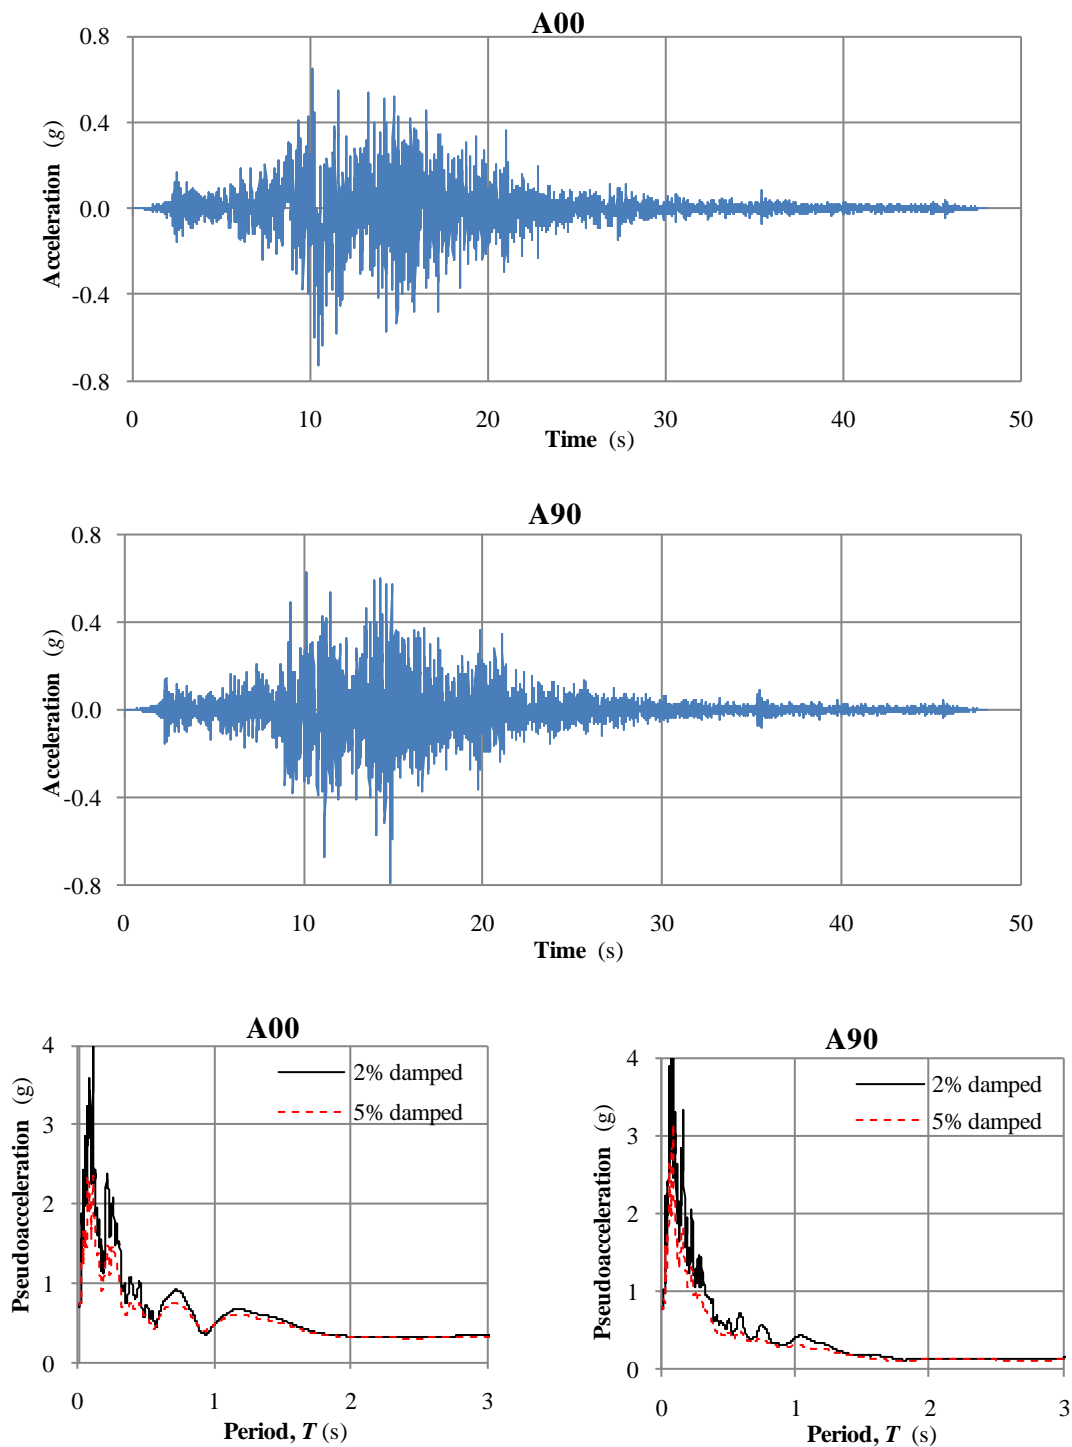 A00
0.8
0.4
0.0
-0.4
-0.8
Acceleration (g)
0 10 20 30 40 50
Time (s)
A90
0.8
0.4
0.0
-0.4
-0.8
Acceleration (g)
0 10 20 30 40 50
Time (s)
A00
4
3
2
1
0
Pseudoacceleration (g)
2% damped
5% damped
0 1 2 3
Period, T (s)
A90
4
3
2
1
0
Pseudoacceleration (g)
2% damped
5% damped
0 1 2 3
Period, T (s)